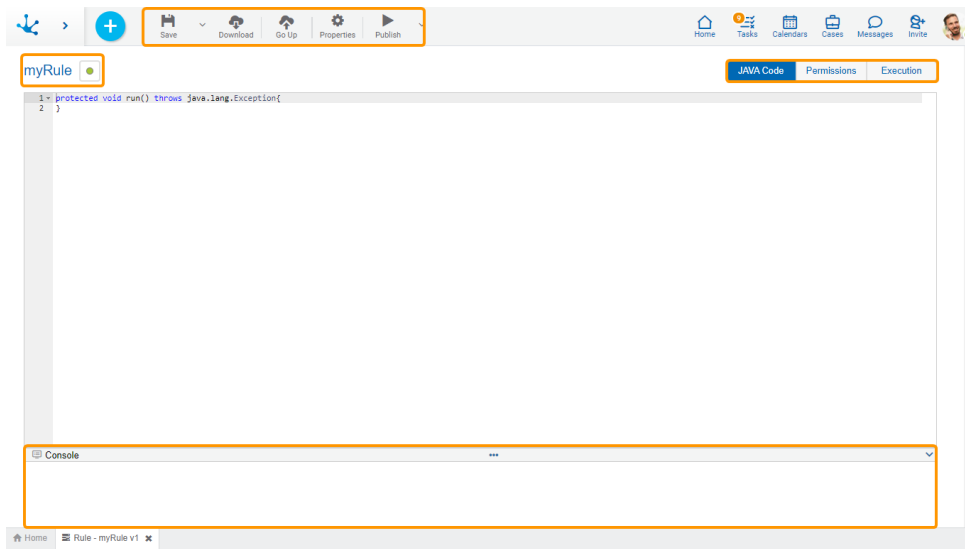 Save Download Go Up Properties Publish Home 9 Tasks Calendars Cases Messages Invite
myRule JAVA Code Permissions Execution
1 protected void run() throws java.lang.Exception{
2 }
Console
Home Rule - myRule v1